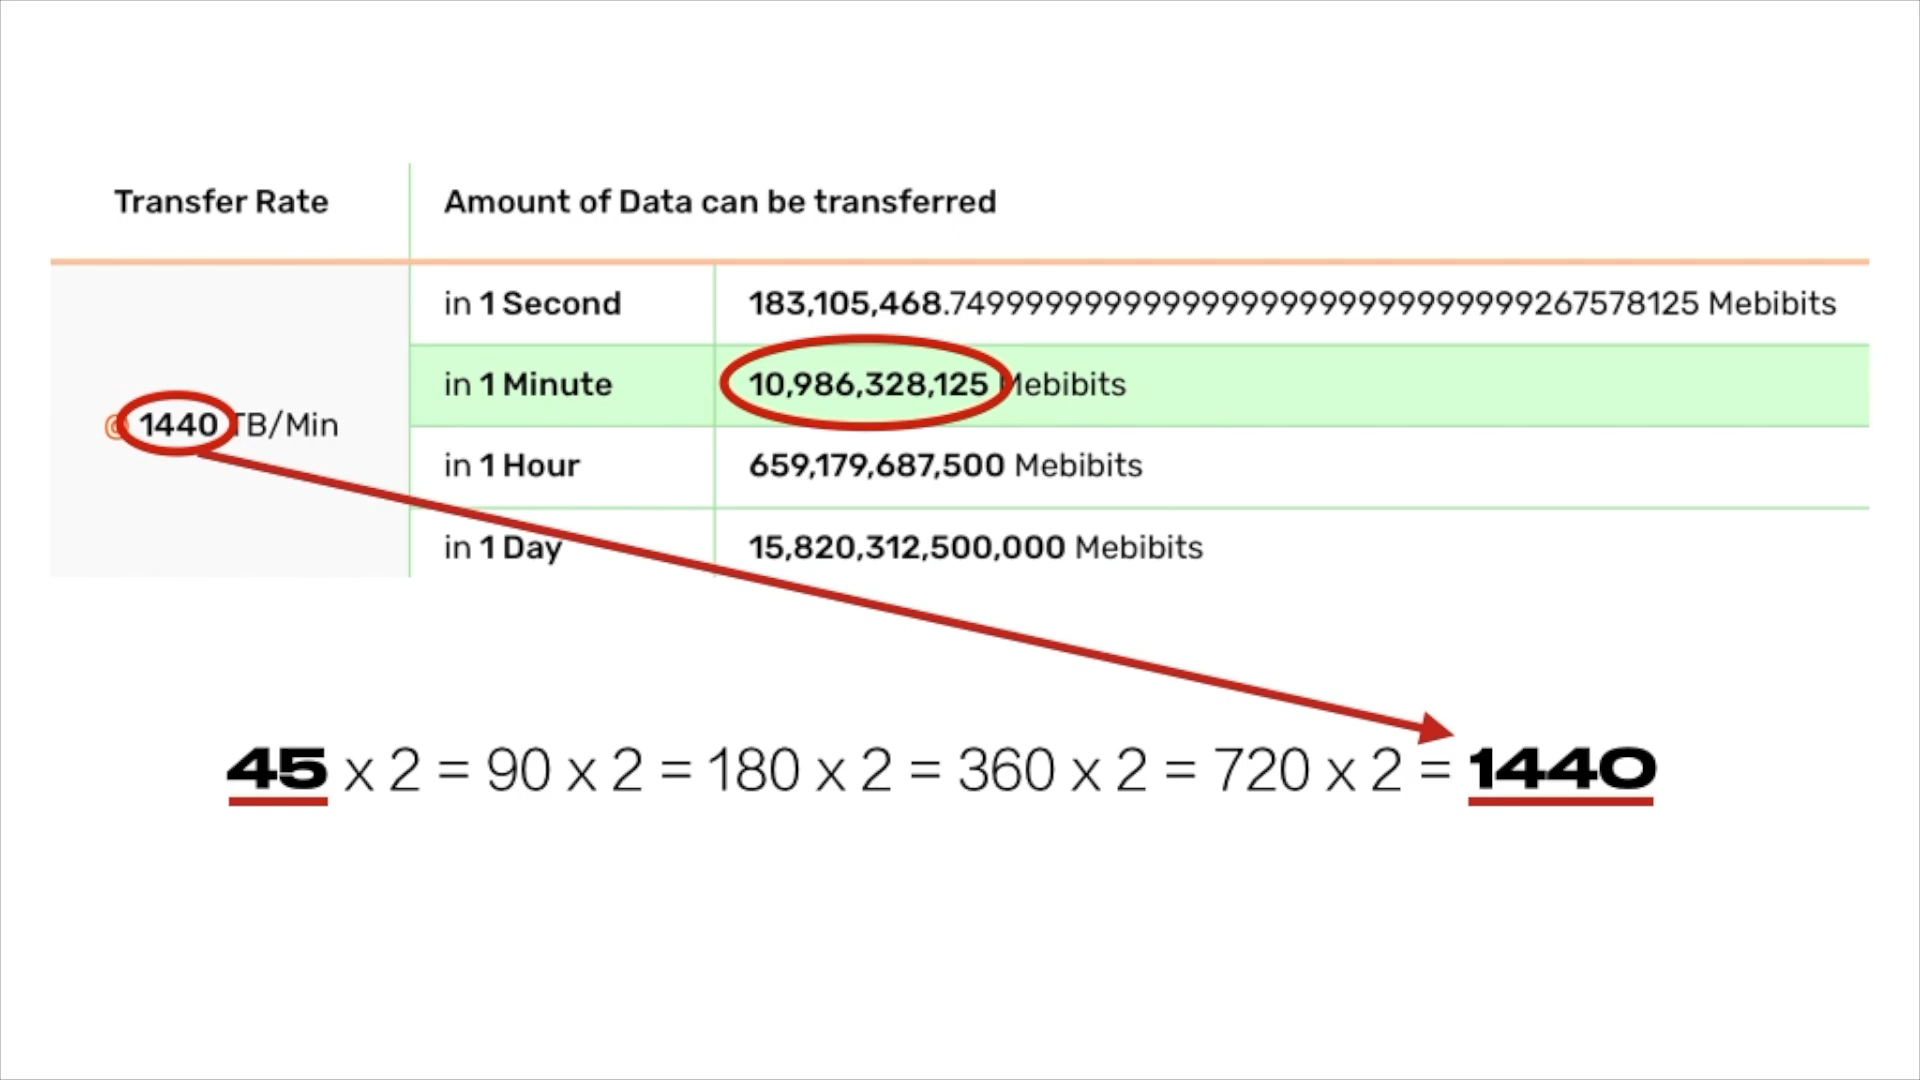 Transfer Rate Amount of Data can be transferred
in 1 Second 183,105,468.7499999999999999999999999999999267578125 Mebibits
in 1 Minute 10,986,328,125 Mebibits
@ 1440 TB/Min
in 1 Hour 659,179,687,500 Mebibits
in 1 Day 15,820,312,500,000 Mebibits
45 x 2 = 90 x 2 = 180 x 2 = 360 x 2 = 720 x 2 = 1440